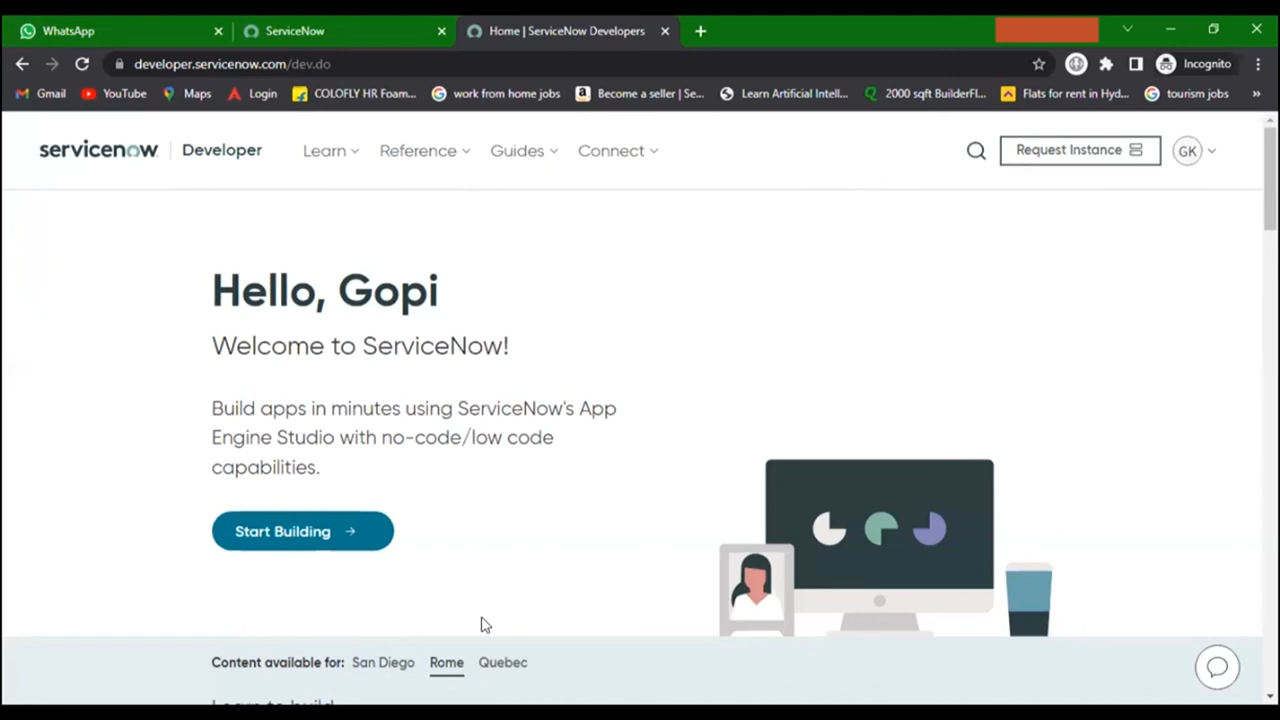 WhatsApp
ServiceNow
Home | ServiceNow Developers
developer.servicenow.com/dev.do
Incognito
Gmail
YouTube
Maps
Login
COLOFLY HR Foam...
work from home jobs
Become a seller | Se...
Learn Artificial Intell...
2000 sqft BuilderFl...
Flats for rent in Hyd...
tourism jobs
servicenow
Developer
Learn
Reference
Guides
Connect
Request Instance
GK
Hello, Gopi
Welcome to ServiceNow!
Build apps in minutes using ServiceNow's App
Engine Studio with no-code/low code
capabilities.
Start Building
Content available for: San Diego Rome Quebec
Learn to build